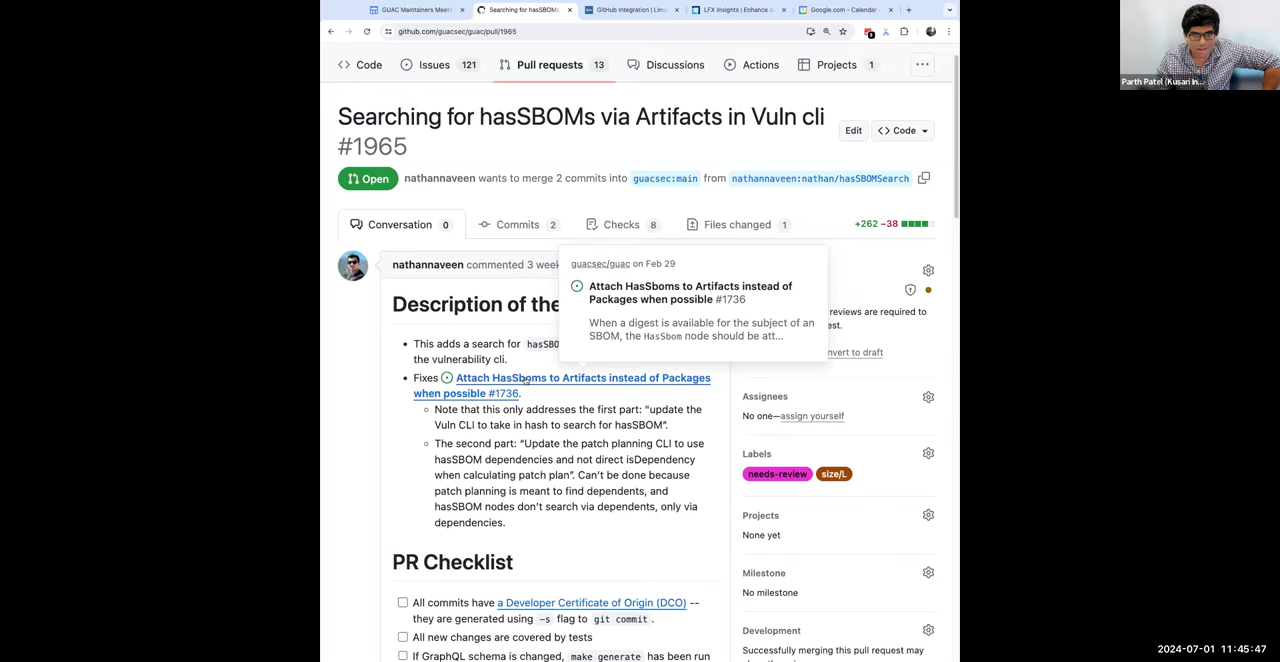 GUAC Maintainers Meeti
Searching for hasSBOMs
GitHub Integration | Linu
LFX Insights | Enhance d
Google.com - Calendar -
github.com/guacsec/guac/pull/1965
Code
Issues 121
Pull requests 13
Discussions
Actions
Projects 1
Searching for hasSBOMs via Artifacts in Vuln cli
#1965
Edit
<> Code
Open
nathannaveen wants to merge 2 commits into guacsec:main from nathannaveen:nathan/hasSBOMSearch
Conversation 0
Commits 2
Checks 8
Files changed 1
+262 −38
nathannaveen commented 3 week
guacsec/guac on Feb 29
Attach HasSboms to Artifacts instead of
Packages when possible #1736
When a digest is available for the subject of an
SBOM, the HasSbom node should be att...
Description of the
This adds a search for hasSBO
the vulnerability cli.
Fixes Attach HasSboms to Artifacts instead of Packages
when possible #1736.
Note that this only addresses the first part: "update the
Vuln CLI to take in hash to search for hasSBOM".
The second part: “Update the patch planning CLI to use
hasSBOM dependencies and not direct isDependency
when calculating patch plan”. Can’t be done because
patch planning is meant to find dependents, and
hasSBOM nodes don’t search via dependents, only via
dependencies.
PR Checklist
All commits have a Developer Certificate of Origin (DCO) --
they are generated using -s flag to git commit.
All new changes are covered by tests
If GraphQL schema is changed, make generate has been run
reviews are required to
est.
nvert to draft
Assignees
No one—assign yourself
Labels
needs-review size/L
Projects
None yet
Milestone
No milestone
Development
Successfully merging this pull request may
Parth Patel (Kusari In...
2024-07-01 11:45:47